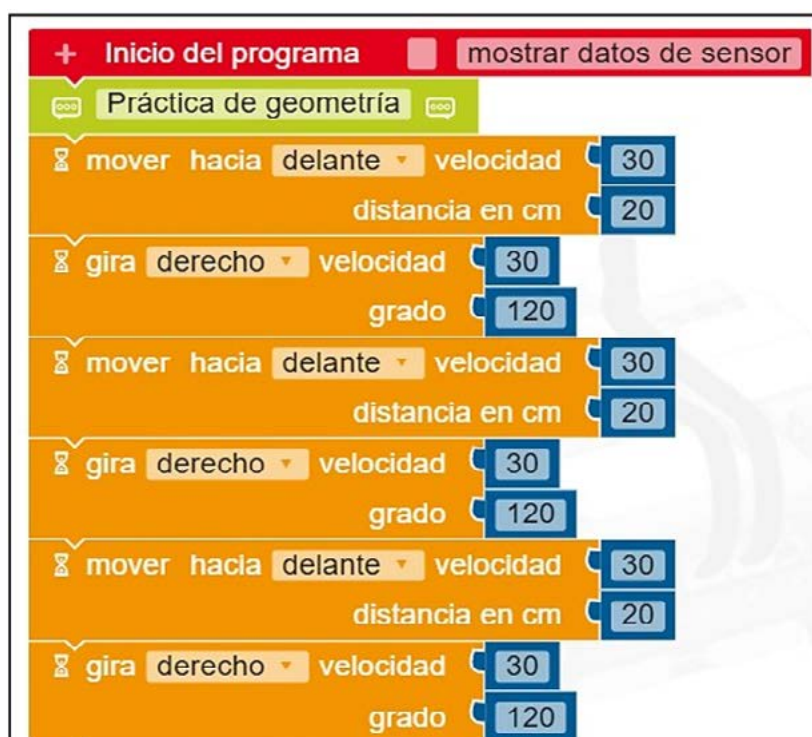 + Inicio del programa mostrar datos de sensor
Práctica de geometría
mover hacia delante velocidad 30
distancia en cm 20
gira derecho velocidad 30
grado 120
mover hacia delante velocidad 30
distancia en cm 20
gira derecho velocidad 30
grado 120
mover hacia delante velocidad 30
distancia en cm 20
gira derecho velocidad 30
grado 120